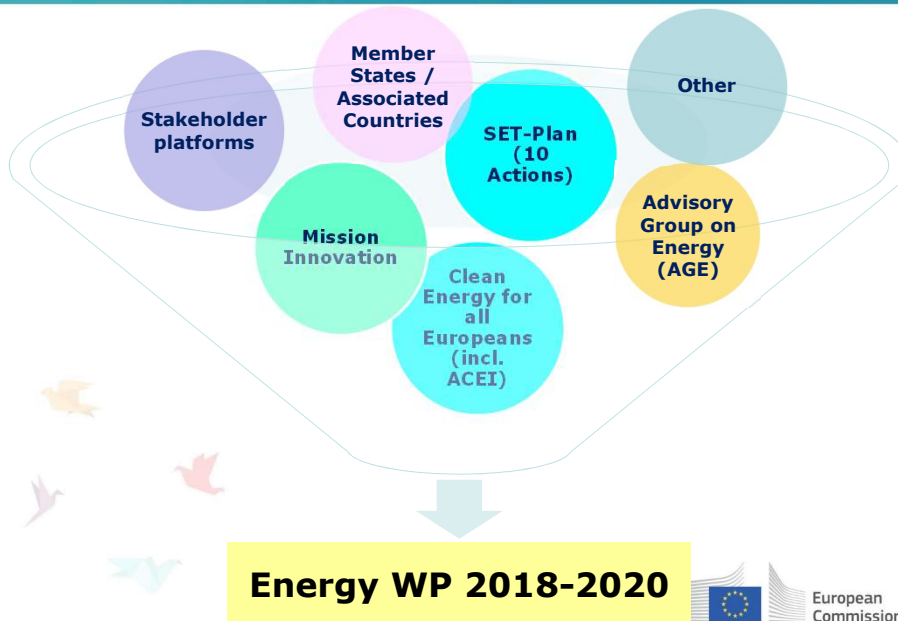 Member
States /
Associated
Countries
Other
Stakeholder
platforms
SET-Plan
(10
Actions)
Advisory
Group on
Energy
(AGE)
Mission
Innovation
Clean
Energy for
all
Europeans
(incl.
ACEI)
Energy WP 2018-2020
European
Commission